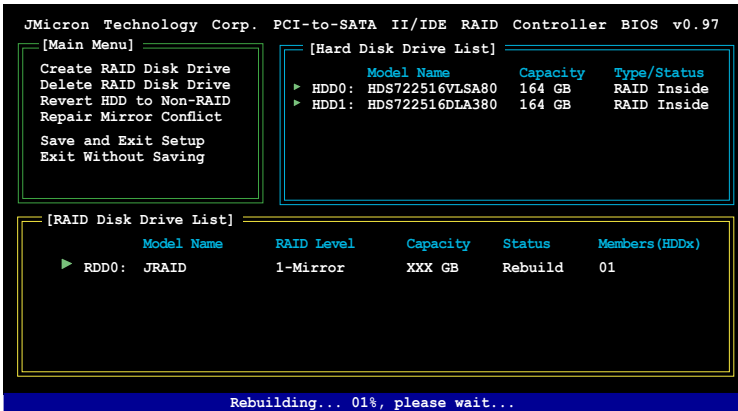 JMicron Technology Corp. PCI-to-SATA II/IDE RAID Controller BIOS v0.97
[Main Menu]
Create RAID Disk Drive
Delete RAID Disk Drive
Revert HDD to Non-RAID
Repair Mirror Conflict
Save and Exit Setup
Exit Without Saving
[Hard Disk Drive List]
Model Name Capacity Type/Status
HDD0: HDS722516VLSA80 164 GB RAID Inside
HDD1: HDS722516DLA380 164 GB RAID Inside
[RAID Disk Drive List]
Model Name RAID Level Capacity Status Members(HDDx)
RDD0: JRAID 1-Mirror XXX GB Rebuild 01
Rebuilding... 01%, please wait...